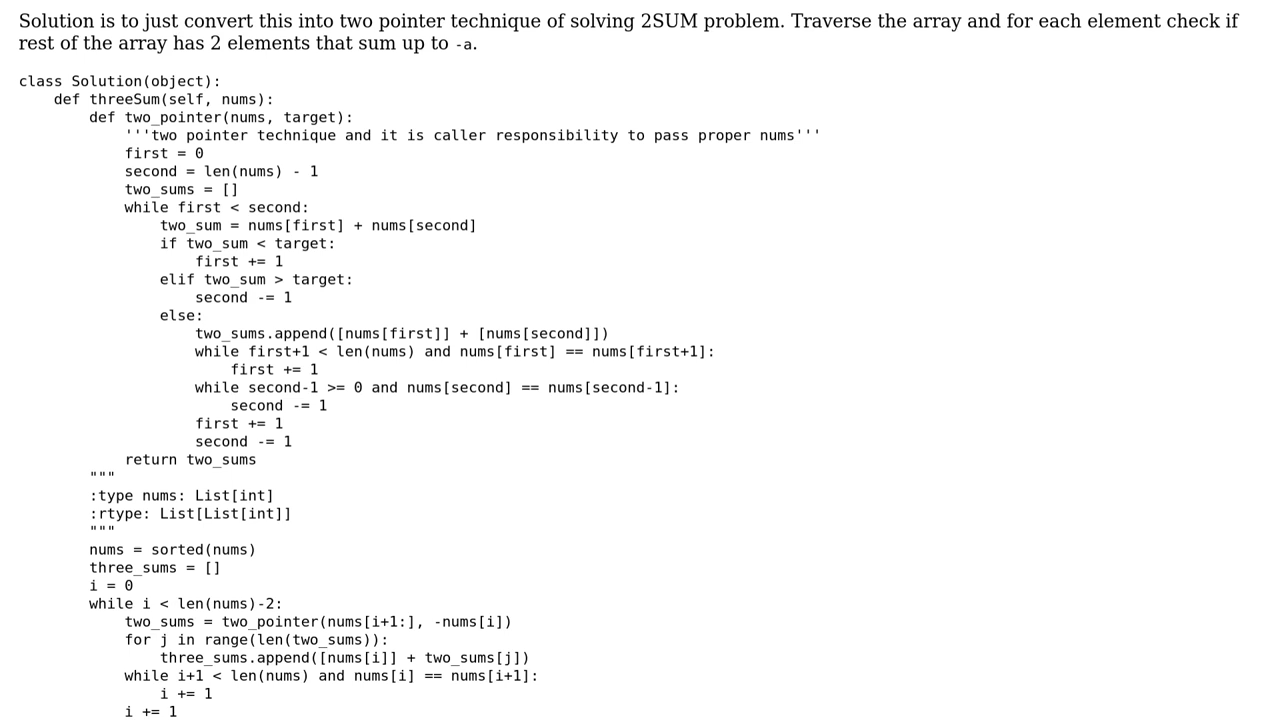 Solution is to just convert this into two pointer technique of solving 2SUM problem. Traverse the array and for each element check if
rest of the array has 2 elements that sum up to -a.
class Solution(object):
    def threeSum(self, nums):
        def two_pointer(nums, target):
            '''two pointer technique and it is caller responsibility to pass proper nums'''
            first = 0
            second = len(nums) - 1
            two_sums = []
            while first < second:
                two_sum = nums[first] + nums[second]
                if two_sum < target:
                    first += 1
                elif two_sum > target:
                    second -= 1
                else:
                    two_sums.append([nums[first]] + [nums[second]])
                    while first+1 < len(nums) and nums[first] == nums[first+1]:
                        first += 1
                    while second-1 >= 0 and nums[second] == nums[second-1]:
                        second -= 1
                    first += 1
                    second -= 1
            return two_sums
        """
        :type nums: List[int]
        :rtype: List[List[int]]
        """
        nums = sorted(nums)
        three_sums = []
        i = 0
        while i < len(nums)-2:
            two_sums = two_pointer(nums[i+1:], -nums[i])
            for j in range(len(two_sums)):
                three_sums.append([nums[i]] + two_sums[j])
            while i+1 < len(nums) and nums[i] == nums[i+1]:
                i += 1
            i += 1